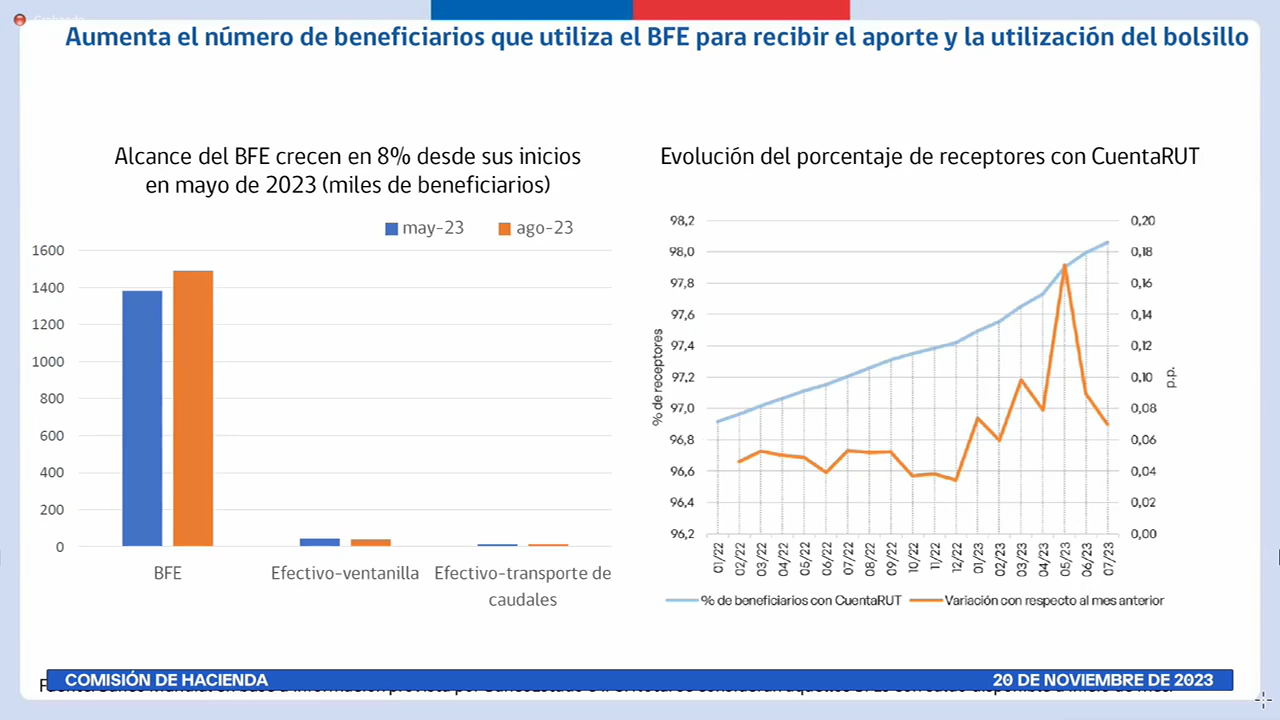 Grabando
Aumenta el número de beneficiarios que utiliza el BFE para recibir el aporte y la utilización del bolsillo
Alcance del BFE crecen en 8% desde sus inicios
en mayo de 2023 (miles de beneficiarios)
may-23 ago-23
1600
1400
1200
1000
800
600
400
200
0
BFE Efectivo-ventanilla Efectivo-transporte de
caudales
Evolución del porcentaje de receptores con CuentaRUT
98,2 0,20
98,0 0,18
97,8 0,16
97,6 0,14
97,4 0,12
97,2 0,10
97,0 0,08
96,8 0,06
96,6 0,04
96,4 0,02
96,2 0,00
% de receptores
p.p.
01/22 02/22 03/22 04/22 05/22 06/22 07/22 08/22 09/22 10/22 11/22 12/22 01/23 02/23 03/23 04/23 05/23 06/23 07/23
% de beneficiarios con CuentaRUT Variación con respecto al mes anterior
COMISIÓN DE HACIENDA 20 DE NOVIEMBRE DE 2023